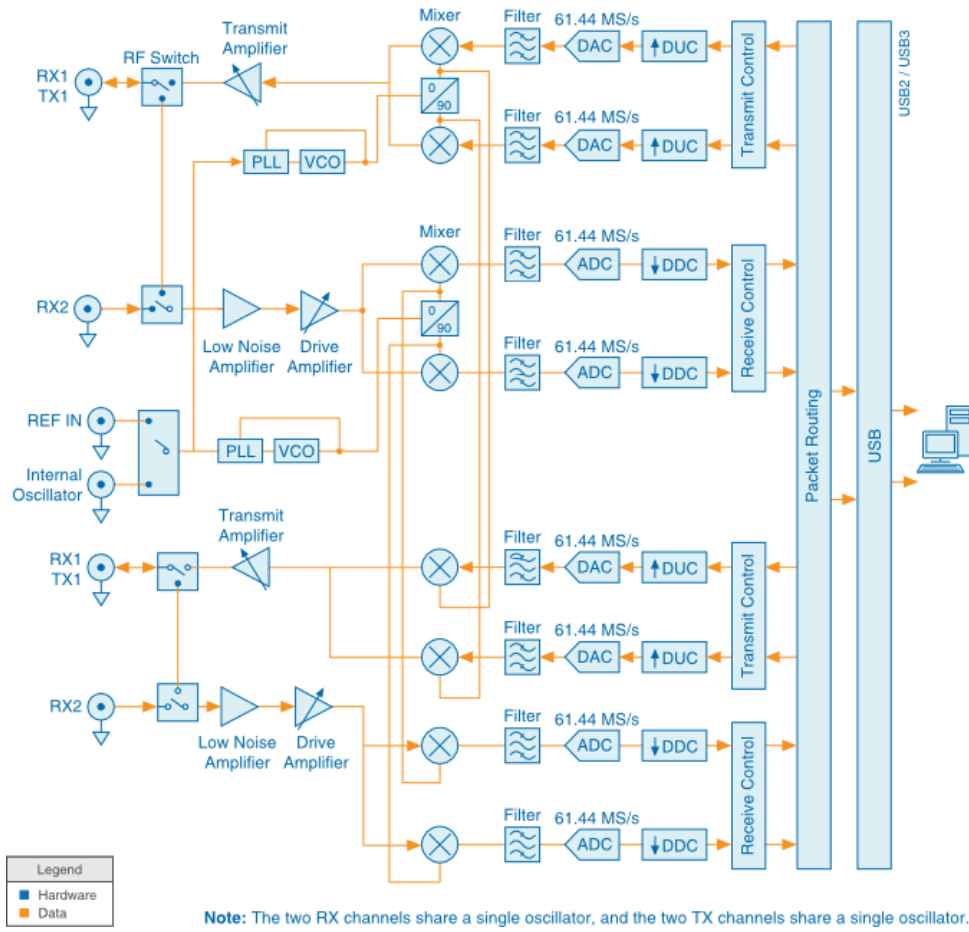 Mixer
Filter
61.44 MS/s
DAC
DUC
Transmit
Amplifier
RF Switch
RX1
TX1
0
90
Filter
61.44 MS/s
DAC
DUC
Transmit Control
PLL
VCO
Mixer
Filter
61.44 MS/s
ADC
DDC
RX2
0
90
Low Noise
Amplifier
Drive
Amplifier
Filter
61.44 MS/s
ADC
DDC
Receive Control
REF IN
PLL
VCO
Internal
Oscillator
Packet Routing
USB
USB2 / USB3
Transmit
Amplifier
RX1
TX1
Filter
61.44 MS/s
DAC
DUC
Filter
61.44 MS/s
DAC
DUC
Transmit Control
RX2
Low Noise
Amplifier
Drive
Amplifier
Filter
61.44 MS/s
ADC
DDC
Filter
61.44 MS/s
ADC
DDC
Receive Control
Legend
Hardware
Data
Note: The two RX channels share a single oscillator, and the two TX channels share a single oscillator.